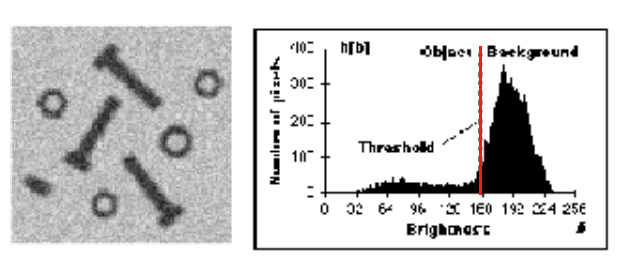 400 h[b] Object Background
300
200
100
Threshold
Number of pixels
0 32 64 96 128 160 192 224 256
Brightness